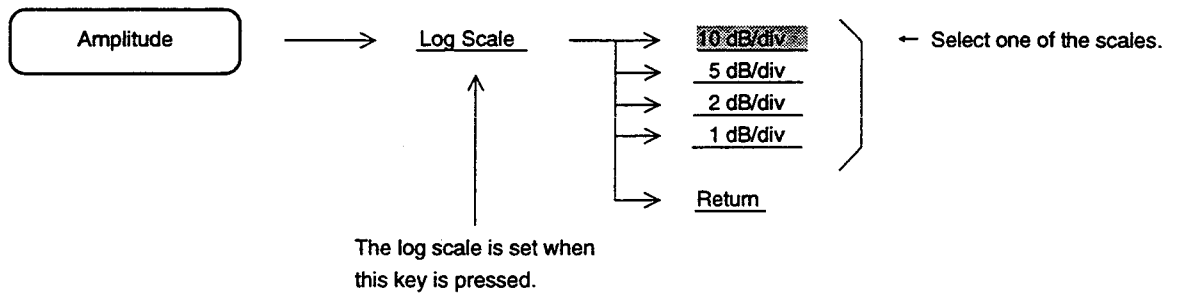 Amplitude
Log Scale
10 dB/div
← Select one of the scales.
5 dB/div
2 dB/div
1 dB/div
Return
The log scale is set when
this key is pressed.